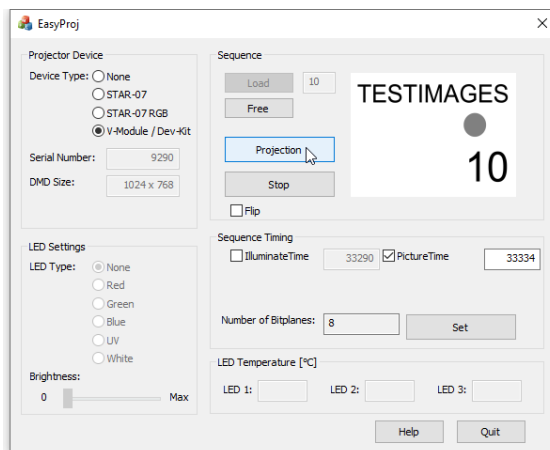 EasyProj
Projector Device
Device Type: None
STAR-07
STAR-07 RGB
V-Module / Dev-Kit
Serial Number: 9290
DMD Size: 1024 x 768
LED Settings
LED Type: None
Red
Green
Blue
UV
White
Brightness:
0 Max
Sequence
Load 10
Free
Projection
Stop
Flip
TESTIMAGES
10
Sequence Timing
IlluminateTime 33290 PictureTime 33334
Number of Bitplanes: 8 Set
LED Temperature [°C]
LED 1: LED 2: LED 3:
Help Quit